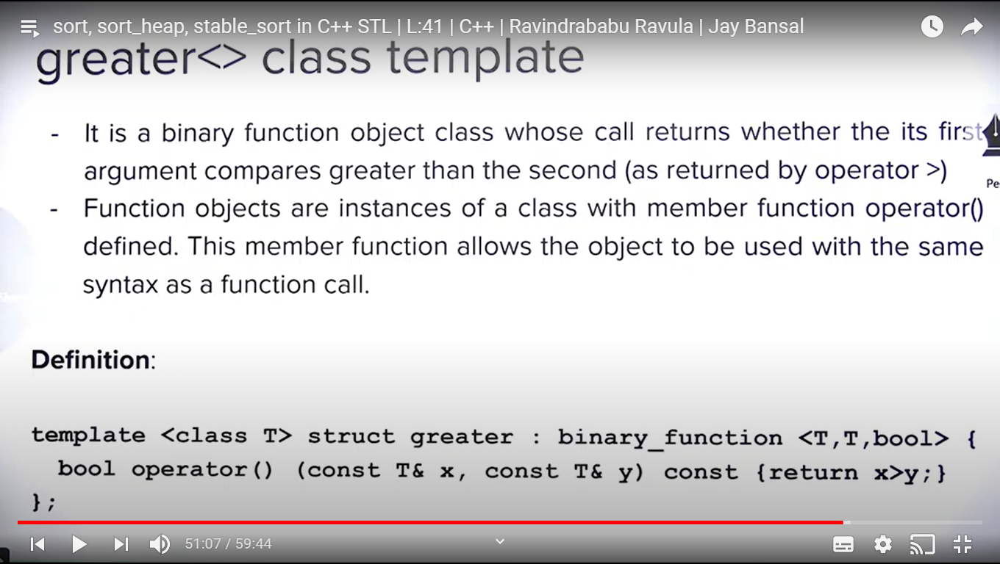 sort, sort_heap, stable_sort in C++ STL | L:41 | C++ | Ravindrababu Ravula | Jay Bansal
greater<> class template
- It is a binary function object class whose call returns whether the its first
argument compares greater than the second (as returned by operator >)
Pe
- Function objects are instances of a class with member function operator()
defined. This member function allows the object to be used with the same
syntax as a function call.
Definition:
template <class T> struct greater : binary_function <T,T,bool> {
bool operator() (const T& x, const T& y) const {return x>y;}
};
51:07 / 59:44